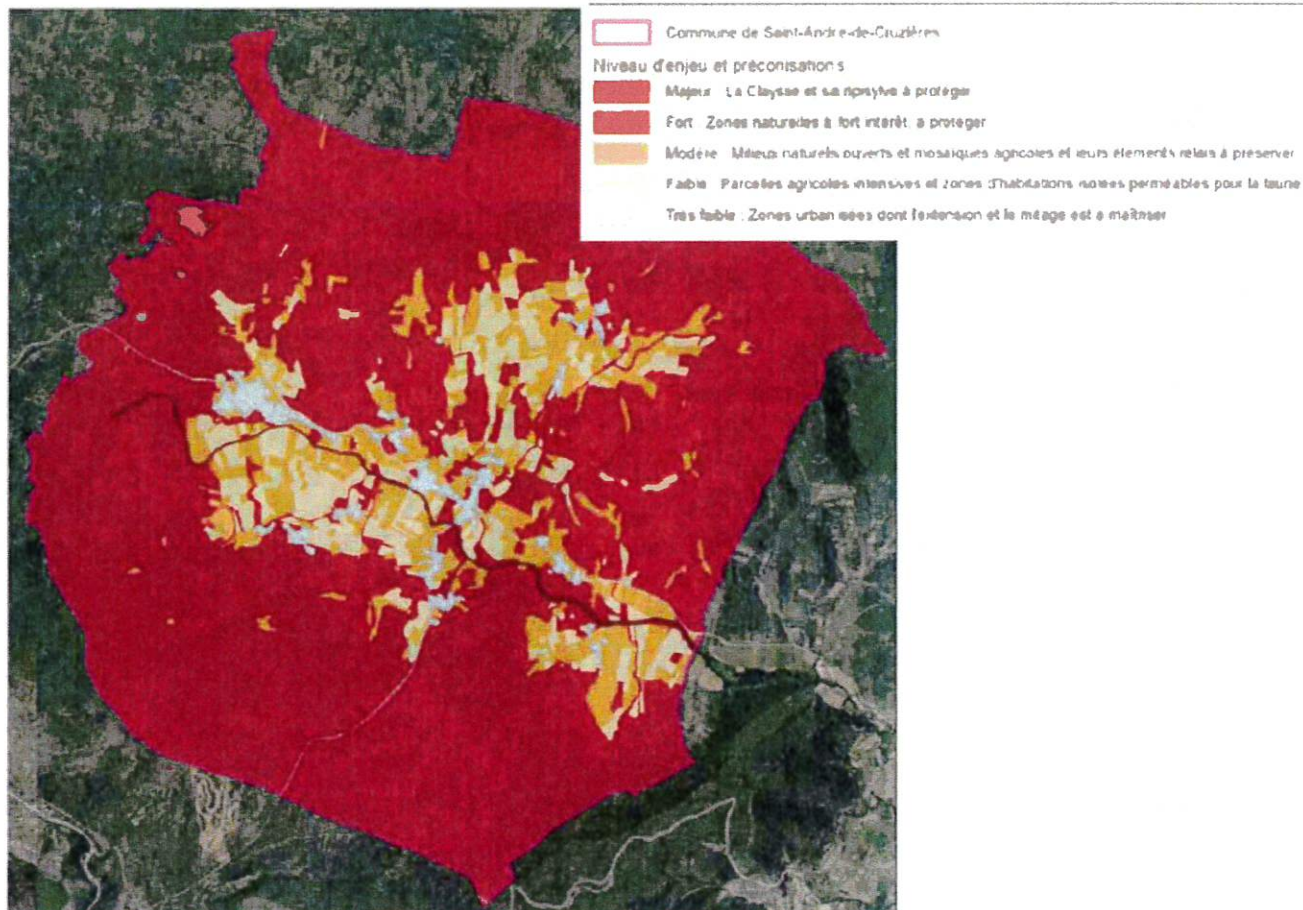 Commune de Saint-André-de-Cruzières
Niveau d'enjeu et préconisations
Majeur : La Claysse et sa ripisylve à protéger
Fort : Zones naturelles à fort intérêt, à protéger
Modéré : Milieux naturels ouverts et mosaïques agricoles et leurs éléments relais à préserver
Faible : Parcelles agricoles intensives et zones d'habitations isolées perméables pour la faune
Très faible : Zones urbanisées dont l'extension et le mitage est à maîtriser